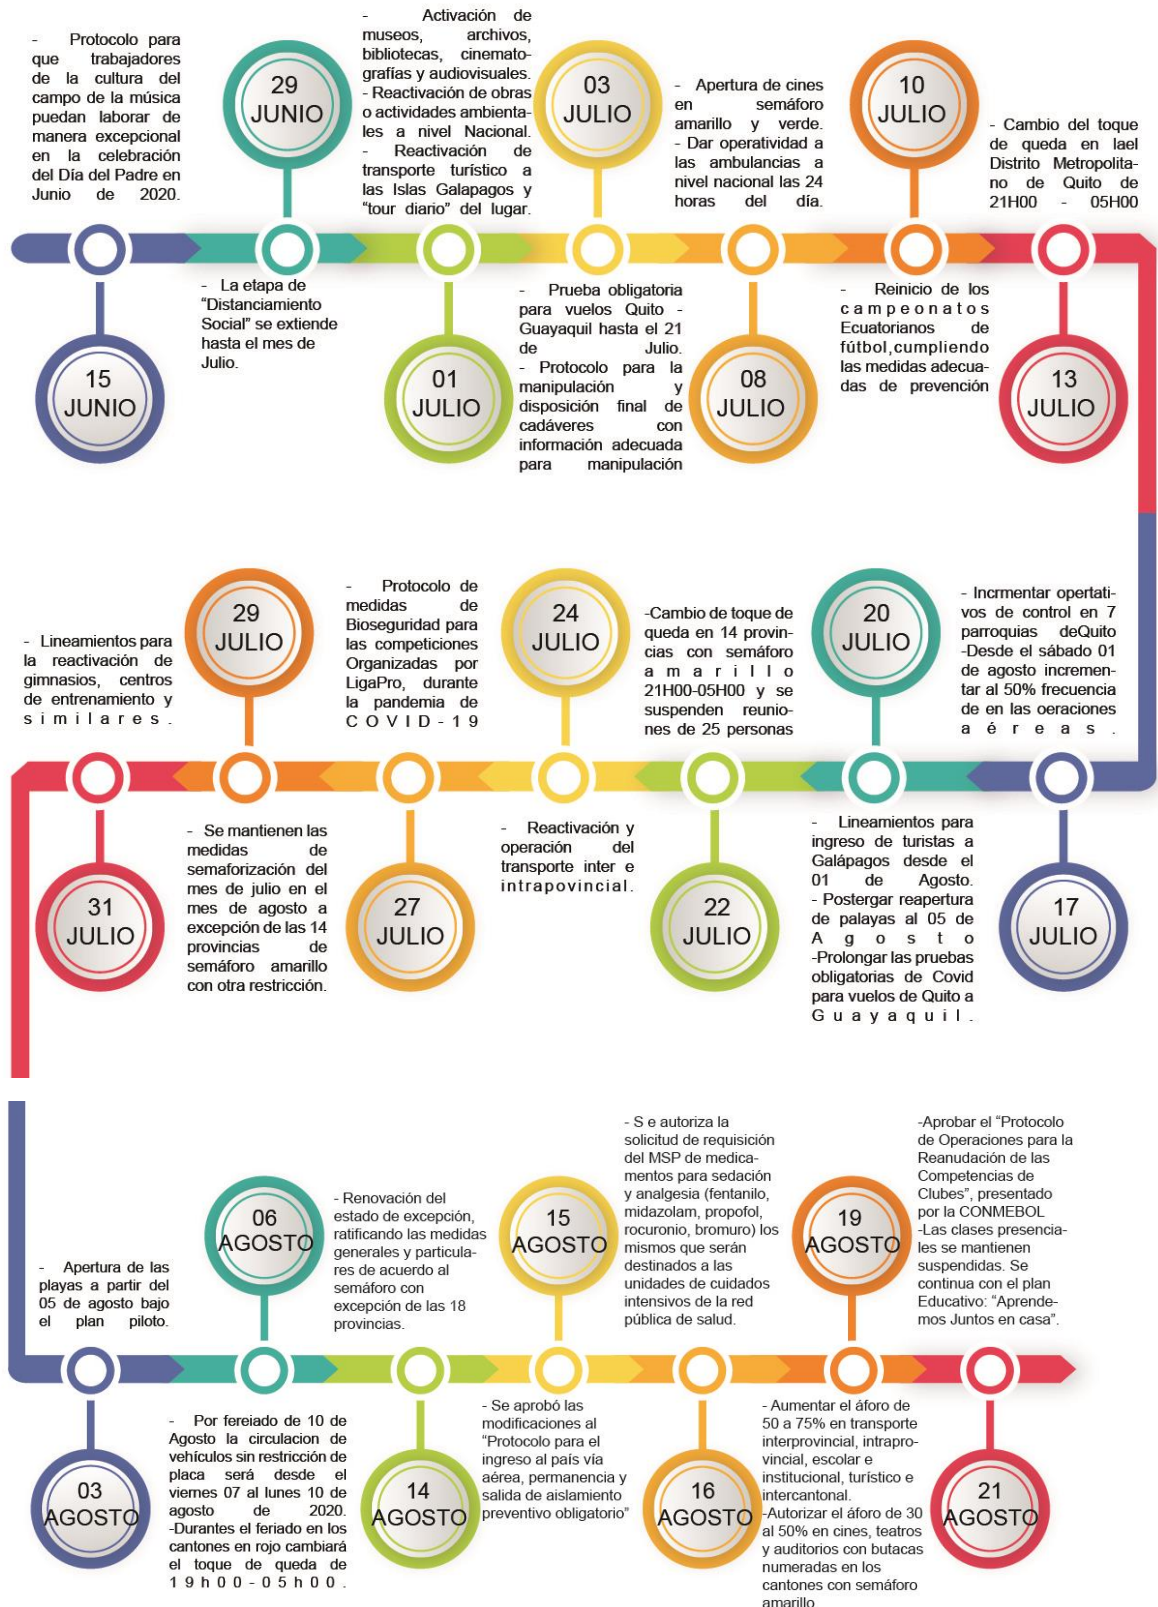 - Protocolo para
que trabajadores
de la cultura del
campo de la música
puedan laborar de
manera excepcional
en la celebración
del Día del Padre en
Junio de 2020.
15
JUNIO
29
JUNIO
- La etapa de
“Distanciamiento
Social” se extiende
hasta el mes de
Julio.
- Activación de
museos, archivos,
bibliotecas, cinemato-
grafías y audiovisuales.
- Reactivación de obras
o actividades ambienta-
les a nivel Nacional.
- Reactivación de
transporte turístico a
las Islas Galapagos y
“tour diario” del lugar.
01
JULIO
03
JULIO
- Prueba obligatoria
para vuelos Quito -
Guayaquil hasta el 21
de Julio.
- Protocolo para la
manipulación y
disposición final de
cadáveres con
información adecuada
para manipulación
- Apertura de cines
en semáforo
amarillo y verde.
- Dar operatividad a
las ambulancias a
nivel nacional las 24
horas del día.
08
JULIO
10
JULIO
- Reinicio de los
campeonatos
Ecuatorianos de
fútbol,cumpliendo
las medidas adecua-
das de prevención
- Cambio del toque
de queda en lael
Distrito Metropolita-
no de Quito de
21H00 - 05H00
13
JULIO
- Incrmentar opertati-
vos de control en 7
parroquias deQuito
-Desde el sábado 01
de agosto incremen-
tar al 50% frecuencia
de en las oeraciones
aéreas.
17
JULIO
20
JULIO
- Lineamientos para
ingreso de turistas a
Galápagos desde el
01 de Agosto.
- Postergar reapertura
de palayas al 05 de
Agosto
-Prolongar las pruebas
obligatorias de Covid
para vuelos de Quito a
Guayaquil.
-Cambio de toque de
queda en 14 provin-
cias con semáforo
amarillo
21H00-05H00 y se
suspenden reunio-
nes de 25 personas
22
JULIO
24
JULIO
- Reactivación y
operación del
transporte inter e
intrapovincial.
- Protocolo de
medidas de
Bioseguridad para
las competiciones
Organizadas por
LigaPro, durante
la pandemia de
COVID-19
27
JULIO
29
JULIO
- Se mantienen las
medidas de
semaforización del
mes de julio en el
mes de agosto a
excepción de las 14
provincias de
semáforo amarillo
con otra restricción.
- Lineamientos para
la reactivación de
gimnasios, centros
de entrenamiento y
similares.
31
JULIO
- Apertura de las
playas a partir del
05 de agosto bajo
el plan piloto.
03
AGOSTO
06
AGOSTO
- Por fereiado de 10 de
Agosto la circulacion de
vehículos sin restricción de
placa será desde el
viernes 07 al lunes 10 de
agosto de 2020.
-Durantes el feriado en los
cantones en rojo cambiará
el toque de queda de
19h00-05h00.
- Renovación del
estado de excepción,
ratificando las medidas
generales y particula-
res de acuerdo al
semáforo con
excepción de las 18
provincias.
14
AGOSTO
15
AGOSTO
- Se aprobó las
modificaciones al
“Protocolo para el
ingreso al país vía
aérea, permanencia y
salida de aislamiento
preventivo obligatorio”
- S e autoriza la
solicitud de requisición
del MSP de medica-
mentos para sedación
y analgesia (fentanilo,
midazolam, propofol,
rocuronio, bromuro) los
mismos que serán
destinados a las
unidades de cuidados
intensivos de la red
pública de salud.
16
AGOSTO
19
AGOSTO
- Aumentar el áforo de
50 a 75% en transporte
interprovincial, intrapro-
vincial, escolar e
institucional, turístico e
intercantonal.
-Autorizar el áforo de 30
al 50% en cines, teatros
y auditorios con butacas
numeradas en los
cantones con semáforo
amarillo
-Aprobar el “Protocolo
de Operaciones para la
Reanudación de las
Competencias de
Clubes”, presentado
por la CONMEBOL
-Las clases presencia-
les se mantienen
suspendidas. Se
continua con el plan
Educativo: “Aprende-
mos Juntos en casa”.
21
AGOSTO